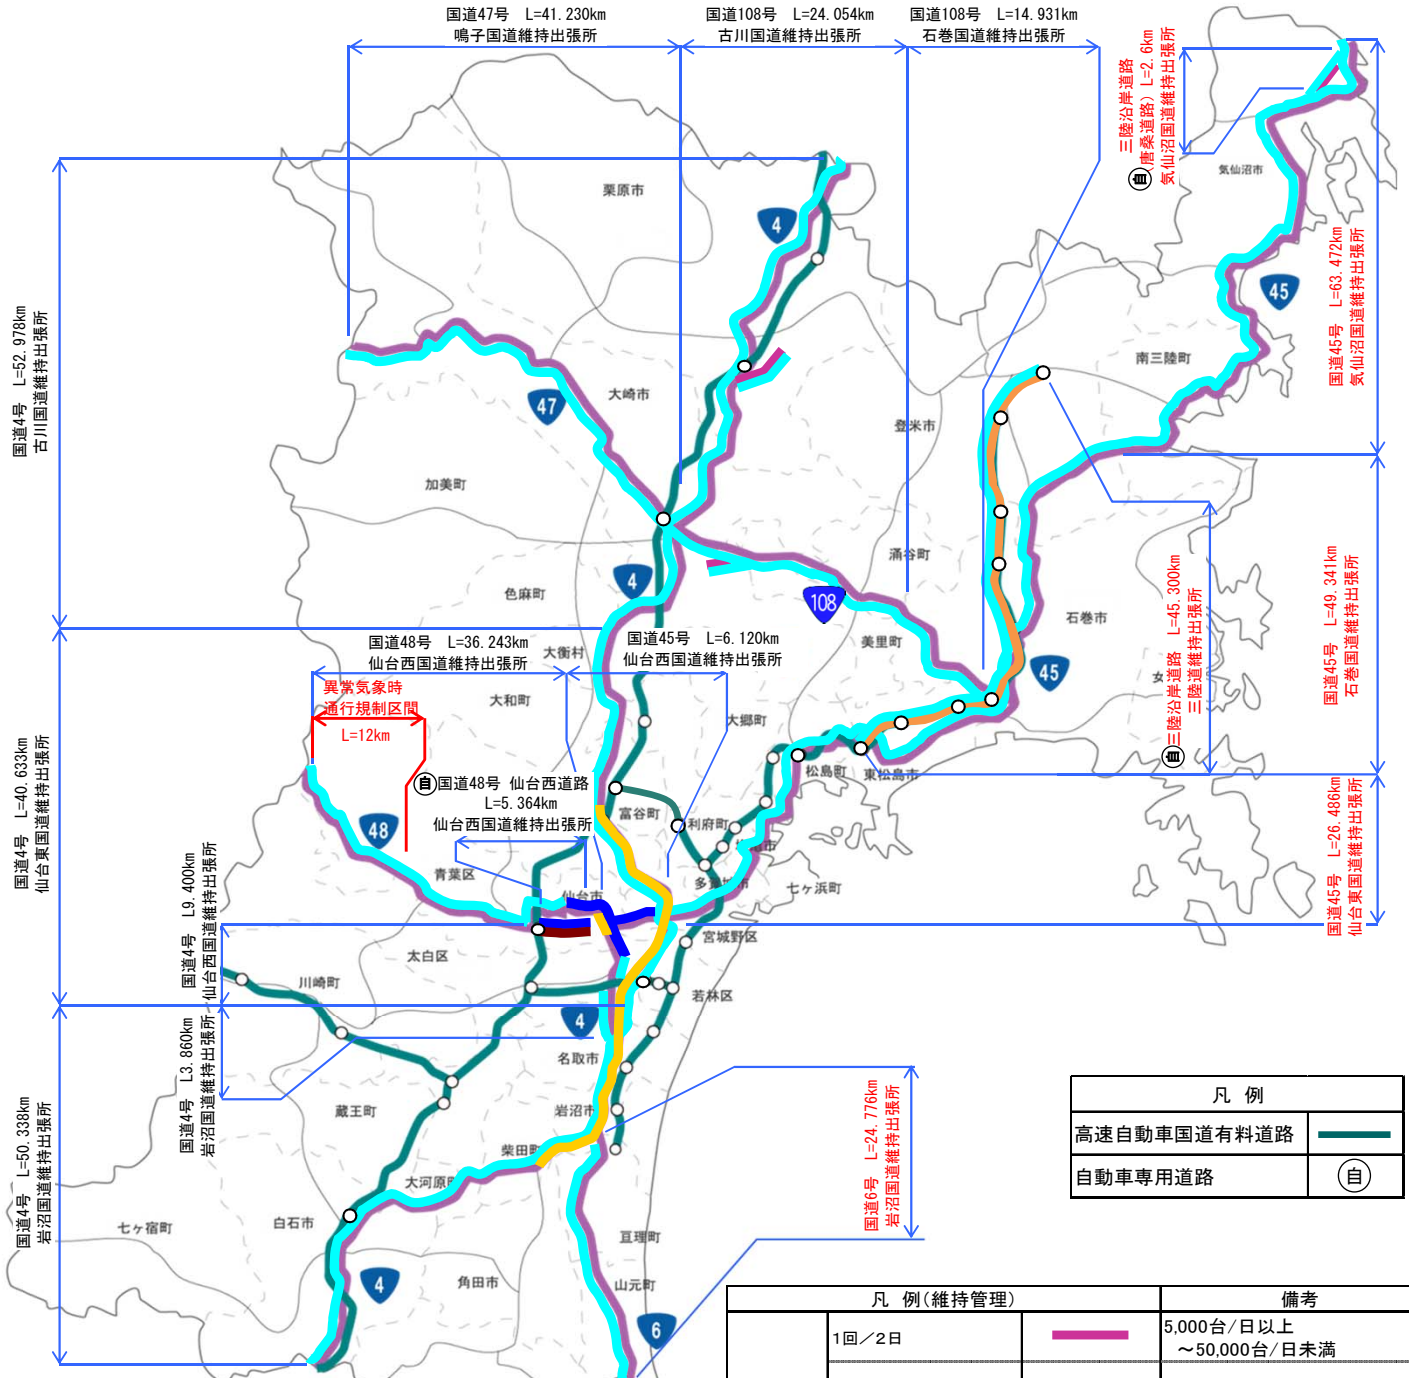 国道47号 L=41.230km
鳴子国道維持出張所
国道108号 L=24.054km
古川国道維持出張所
国道108号 L=14.931km
石巻国道維持出張所
三陸沿岸道路
(唐桑道路) L=2.6km
気仙沼国道維持出張所
自
国道45号 L=63.472km
気仙沼国道維持出張所
国道4号 L=52.978km
古川国道維持出張所
栗原市
気仙沼市
4
45
南三陸町
47
大崎市
登米市
加美町
涌谷町
4
色麻町
108
美里町
石巻市
45
女
国道45号 L=49.341km
石巻国道維持出張所
三陸沿岸道路 L=45.300km
三陸道維持出張所
自
国道48号 L=36.243km
仙台西国道維持出張所
国道45号 L=6.120km
仙台西国道維持出張所
大衡村
大和町
大郷町
異常気象時
通行規制区間
L=12km
自
国道48号 仙台西道路
L=5.364km
仙台西国道維持出張所
松島町
東松島市
富谷町
利府町
国道45号 L=26.486km
仙台東国道維持出張所
国道4号 L=40.633km
仙台東国道維持出張所
48
青葉区
仙台市
七ヶ浜町
国道4号 L9.400km
仙台西国道維持出張所
太白区
宮城野区
川崎町
若林区
4
名取市
国道4号 L3.860km
岩沼国道維持出張所
蔵王町
岩沼市
柴田町
国道4号 L=50.338km
岩沼国道維持出張所
大河原町
白石市
七ヶ宿町
国道6号 L=24.776km
岩沼国道維持出張所
亘理町
角田市
山元町
4
6
凡 例
高速自動車国道有料道路
自動車専用道路
自
凡 例(維持管理)
備考
1回/2日
5,000台/日以上
～50,000台/日未満